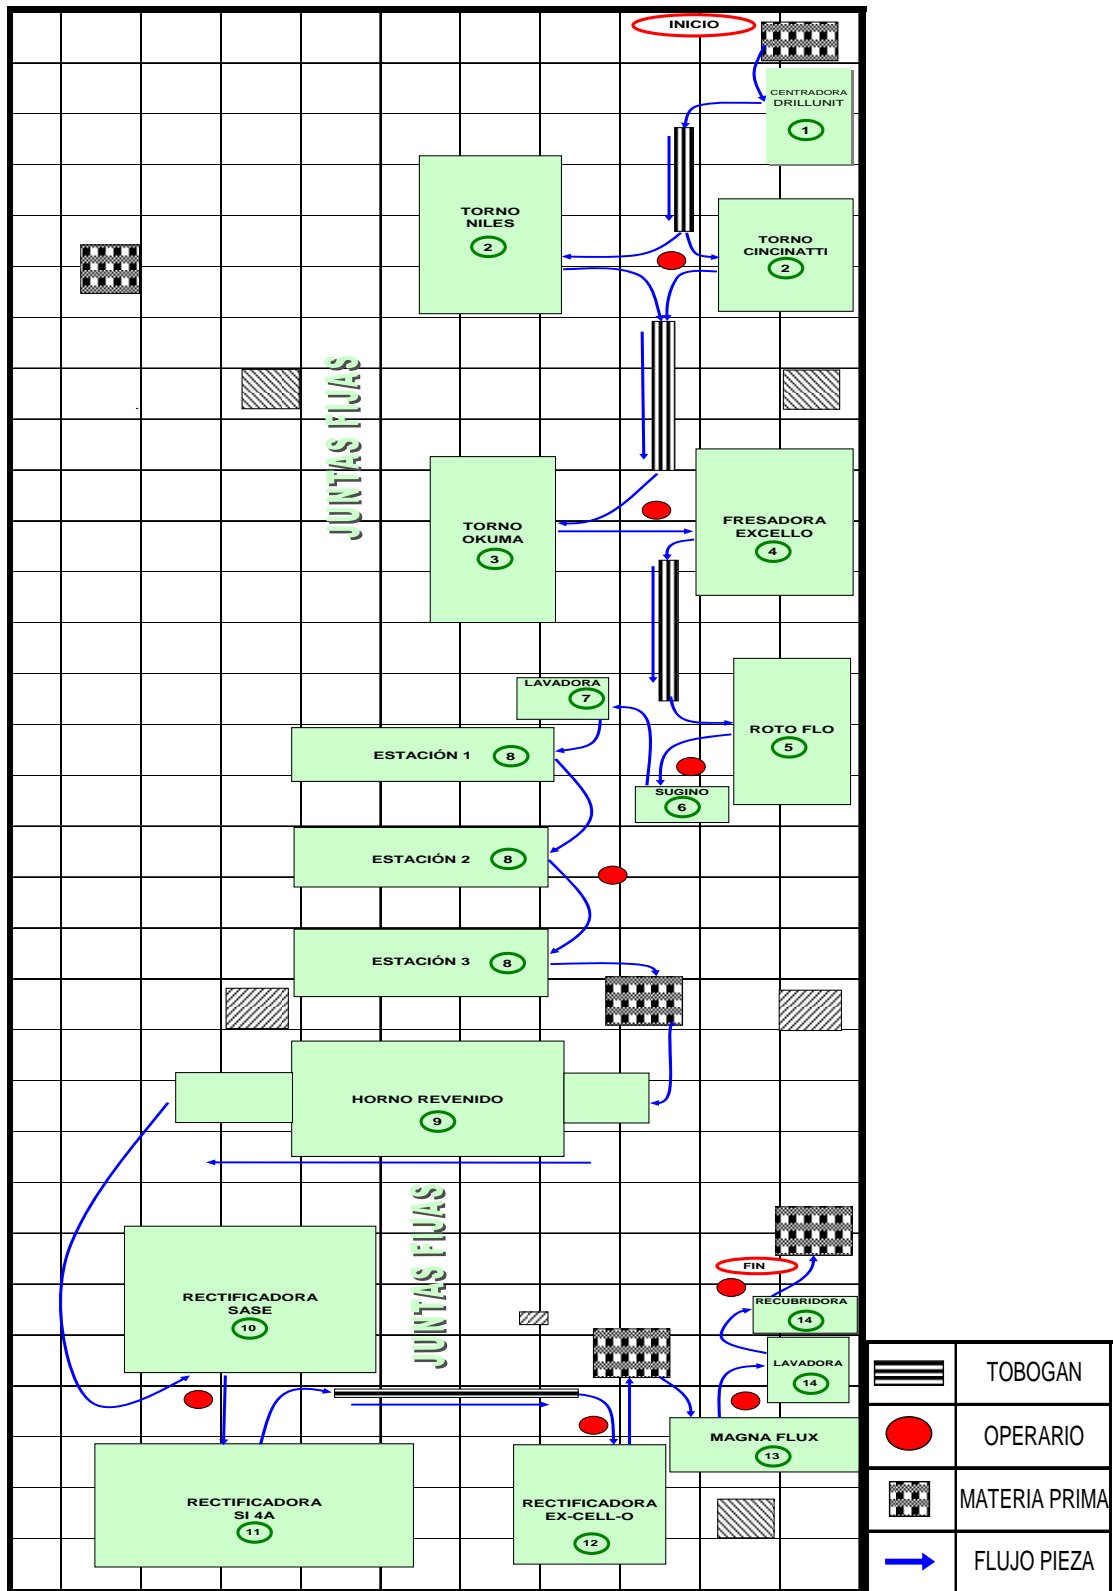 INICIO
CENTRADORA
DRILLUNIT
1
TORNO
NILES
2
TORNO
CINCINATTI
2
JUNTAS FIJAS
TORNO
OKUMA
3
FRESADORA
EXCELLO
4
LAVADORA
7
ROTO FLO
5
ESTACIÓN 1
8
SUGINO
6
ESTACIÓN 2
8
ESTACIÓN 3
8
HORNO REVENIDO
9
JUNTAS FIJAS
FIN
RECTIFICADORA
SASE
10
RECUBRIDORA
14
LAVADORA
14
MAGNA FLUX
13
RECTIFICADORA
SI 4A
11
RECTIFICADORA
EX-CELL-O
12
TOBOGAN
OPERARIO
MATERIA PRIMA
FLUJO PIEZA